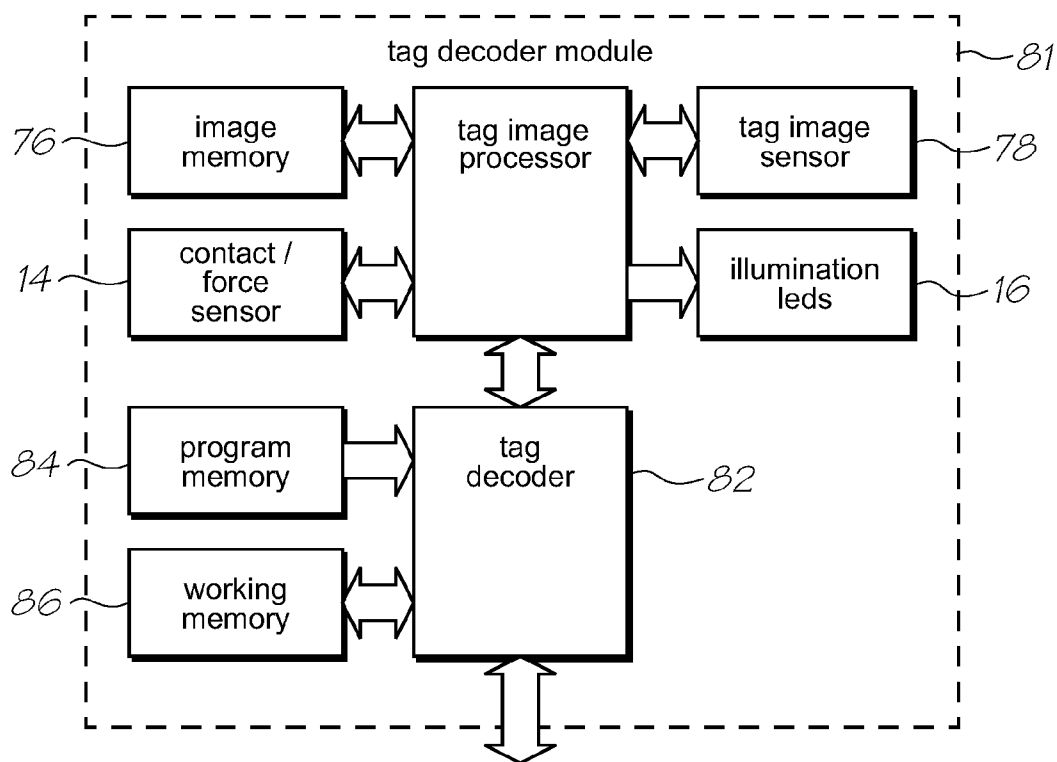 tag decoder module
81
76
image
memory
tag image
processor
tag image
sensor
78
14
contact /
force
sensor
illumination
leds
16
84
program
memory
tag
decoder
82
86
working
memory